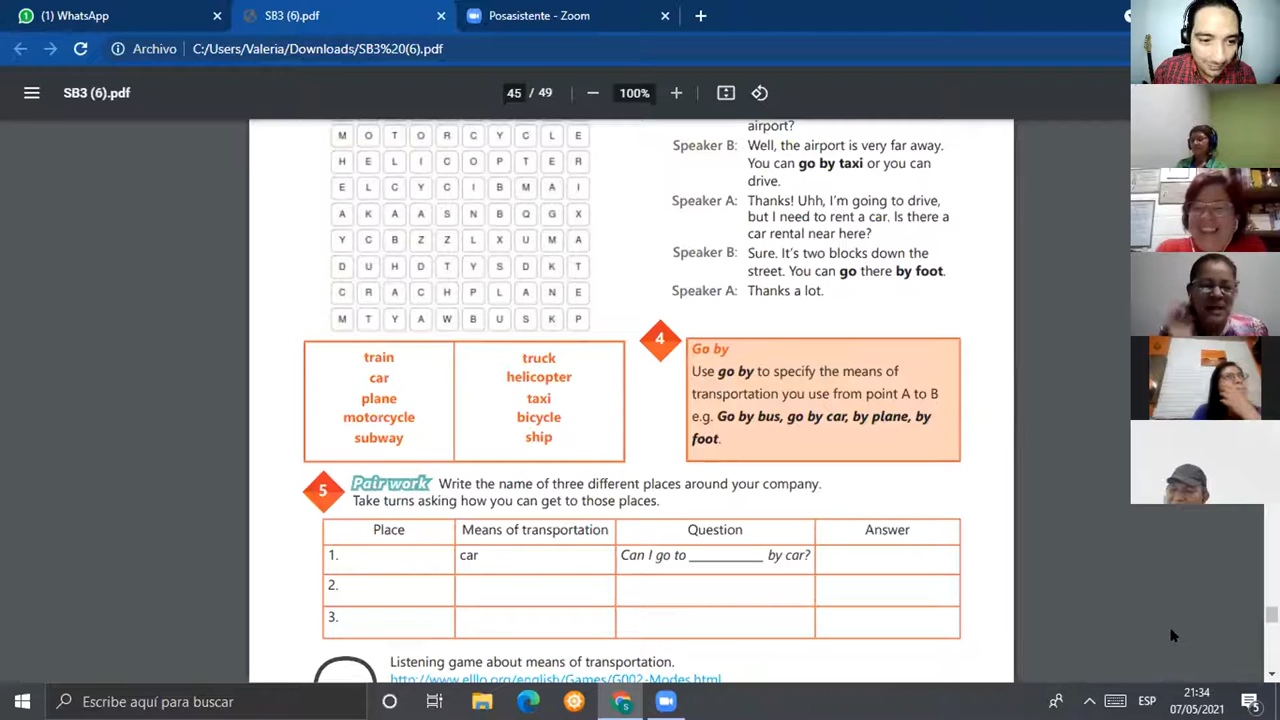 (1) WhatsApp
SB3 (6).pdf
Posasistente - Zoom
Archivo C:/Users/Valeria/Downloads/SB3%20(6).pdf
SB3 (6).pdf
45 / 49
100%
M O T O R C Y C L E
H E L I C O P T E R
E L C Y C I B M A I
A K A A S N B Q G X
Y C B Z Z L X U M A
D U H D T Y S D K T
C R A C H P L A N E
M T Y A W B U S K P
airport?
Speaker B: Well, the airport is very far away.
You can go by taxi or you can
drive.
Speaker A: Thanks! Uhh, I'm going to drive,
but I need to rent a car. Is there a
car rental near here?
Speaker B: Sure. It's two blocks down the
street. You can go there by foot.
Speaker A: Thanks a lot.
train truck
car helicopter
plane taxi
motorcycle bicycle
subway ship
4
Go by
Use go by to specify the means of
transportation you use from point A to B
e.g. Go by bus, go by car, by plane, by
foot.
5 Pair work Write the name of three different places around your company.
Take turns asking how you can get to those places.
Place Means of transportation Question Answer
1. car Can I go to __________ by car?
2.
3.
Listening game about means of transportation.
http://www.elllo.org/english/Games/G002-Modes.html
Escribe aquí para buscar
ESP
21:34
07/05/2021
5